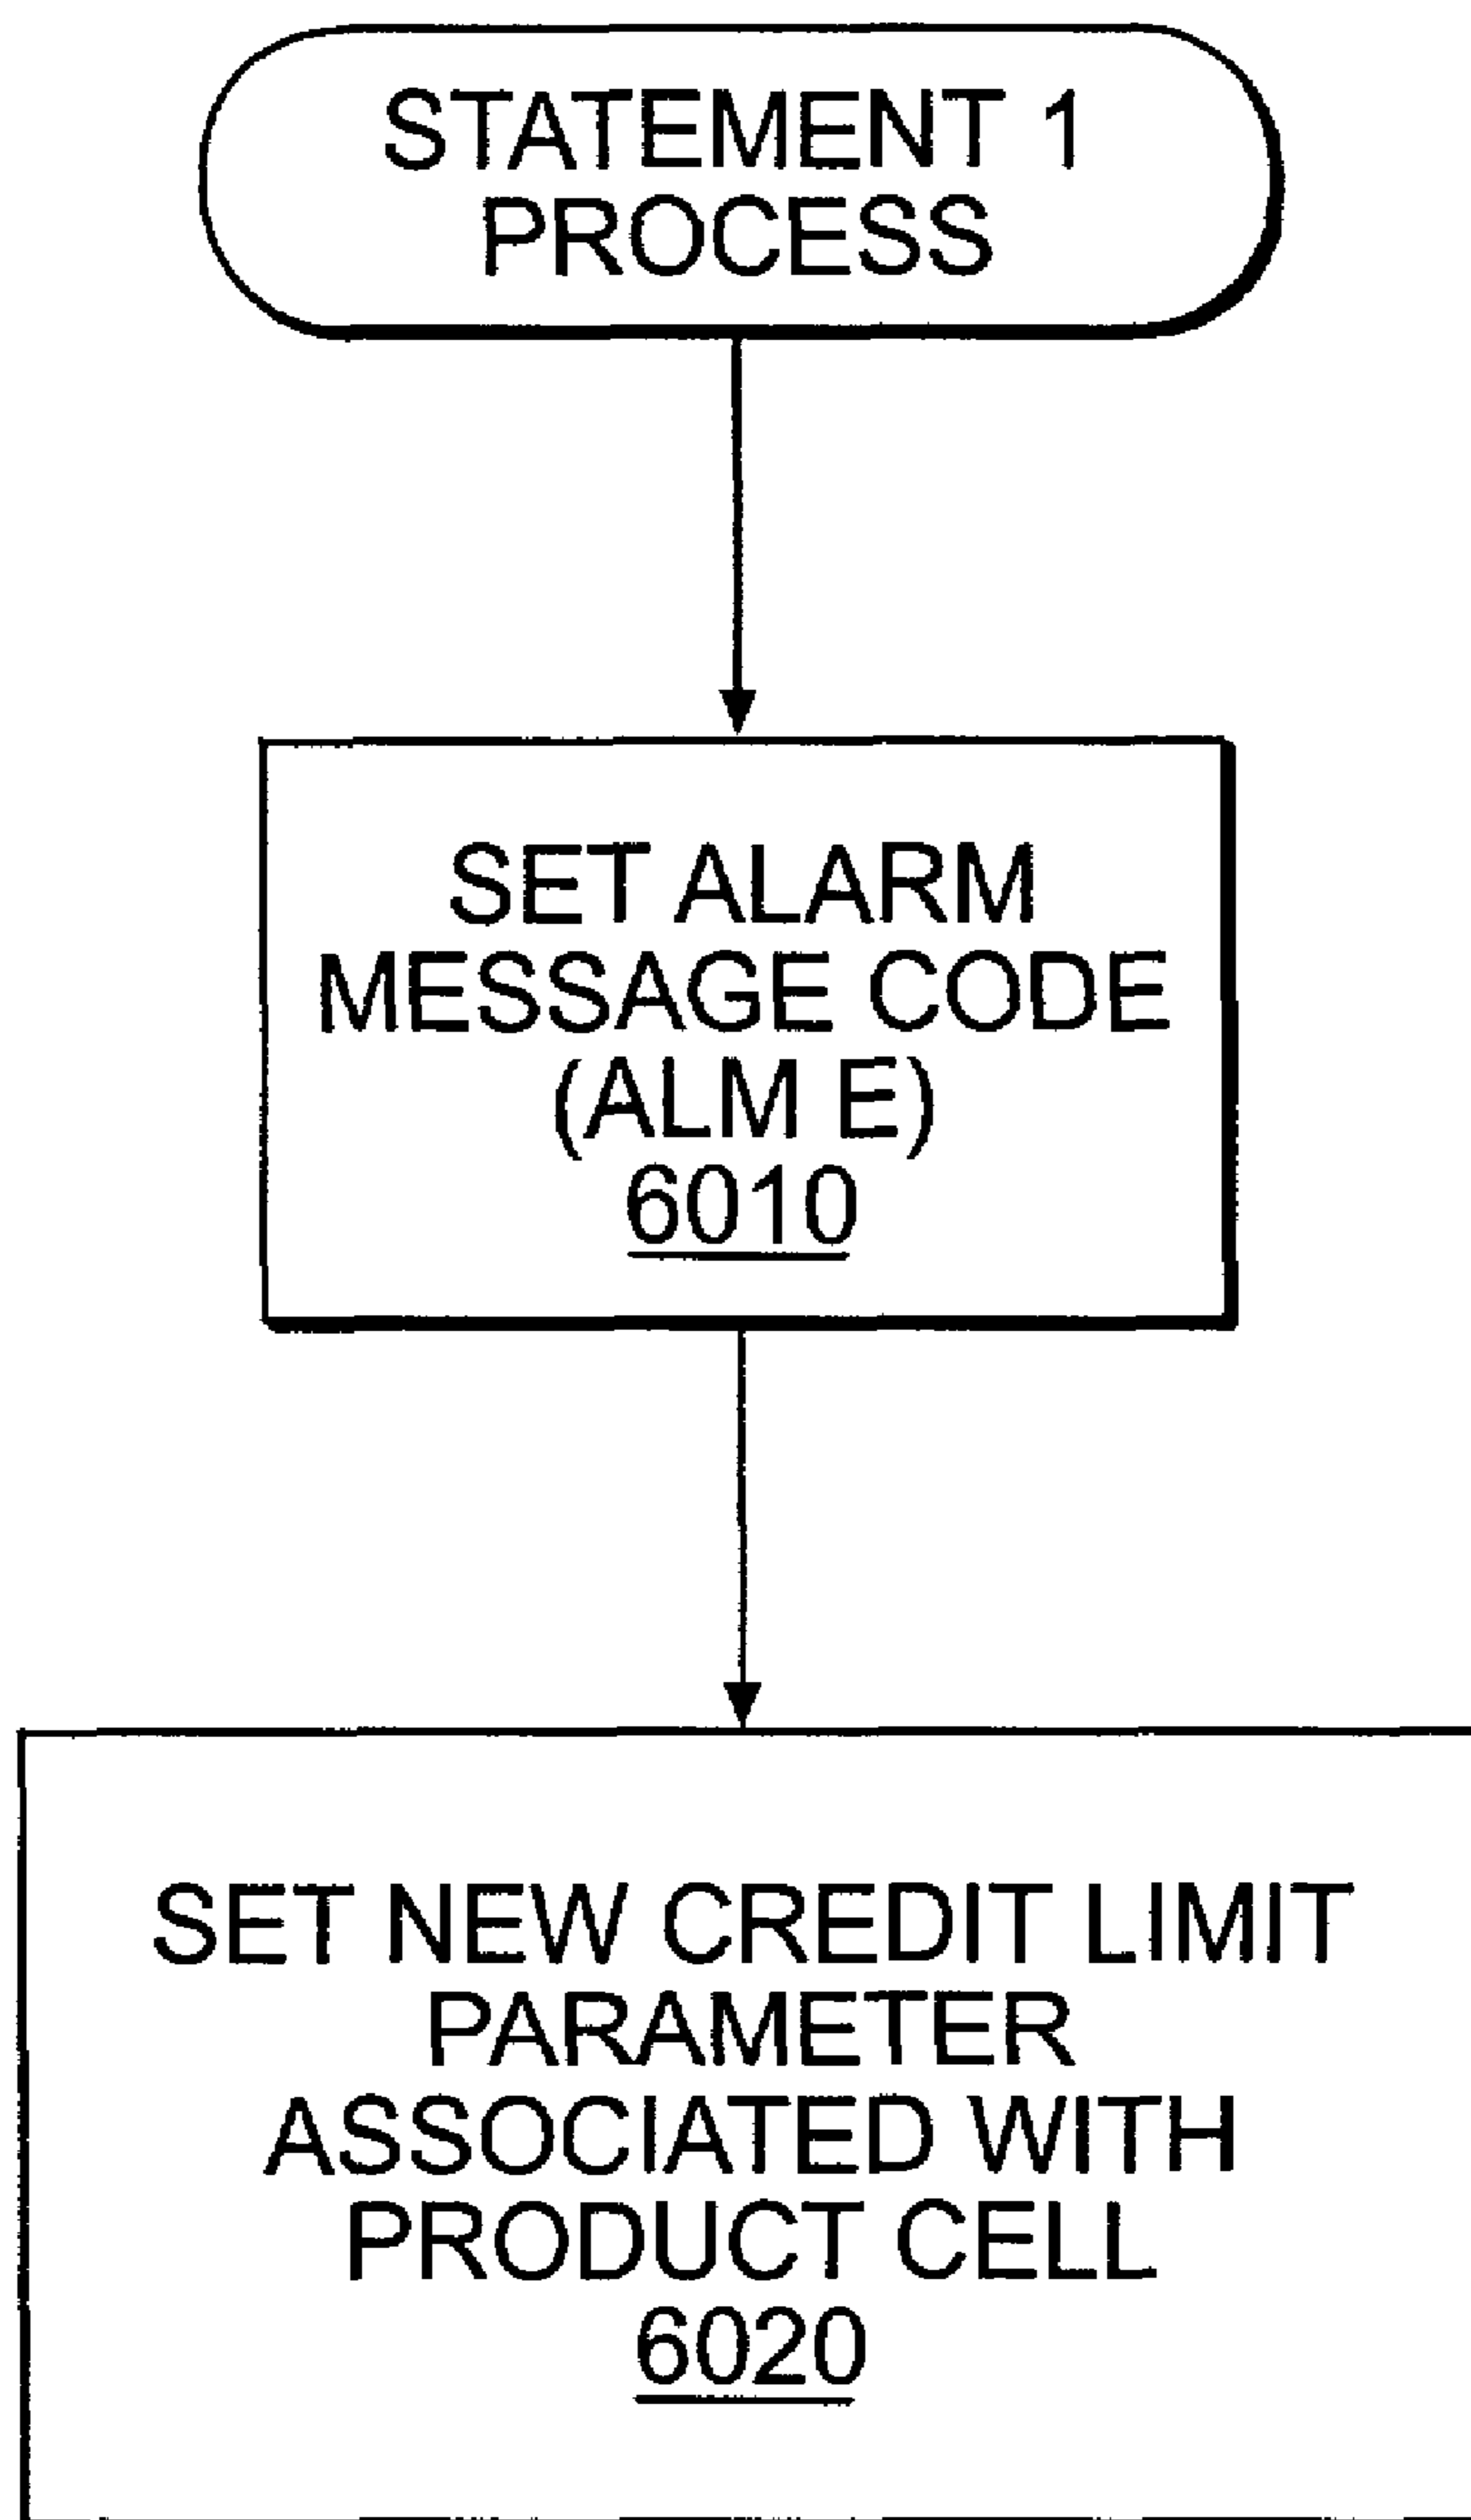 STATEMENT 1
PROCESS
SET ALARM
MESSAGE CODE
(ALM E)
6010
SET NEW CREDIT LIMIT
PARAMETER
ASSOCIATED WITH
PRODUCT CELL
6020